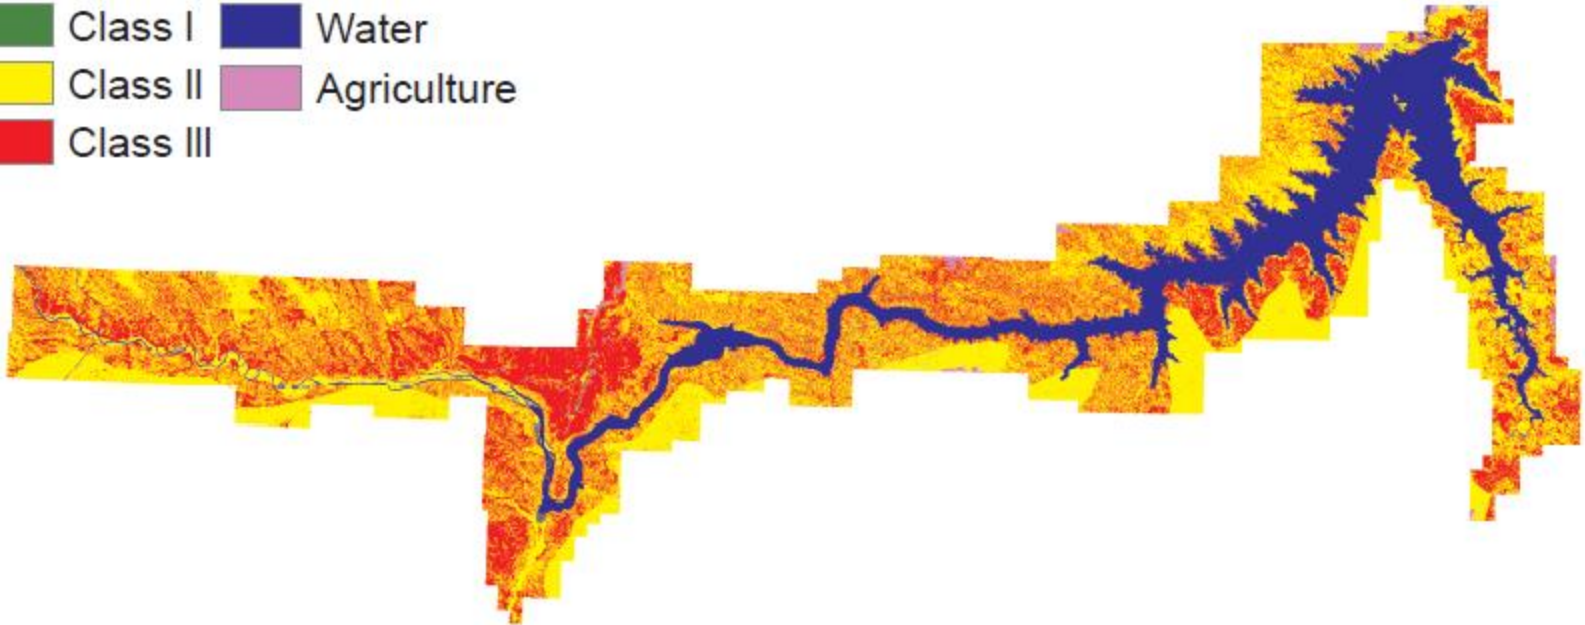 Class I
Class II
Class III
Water
Agriculture